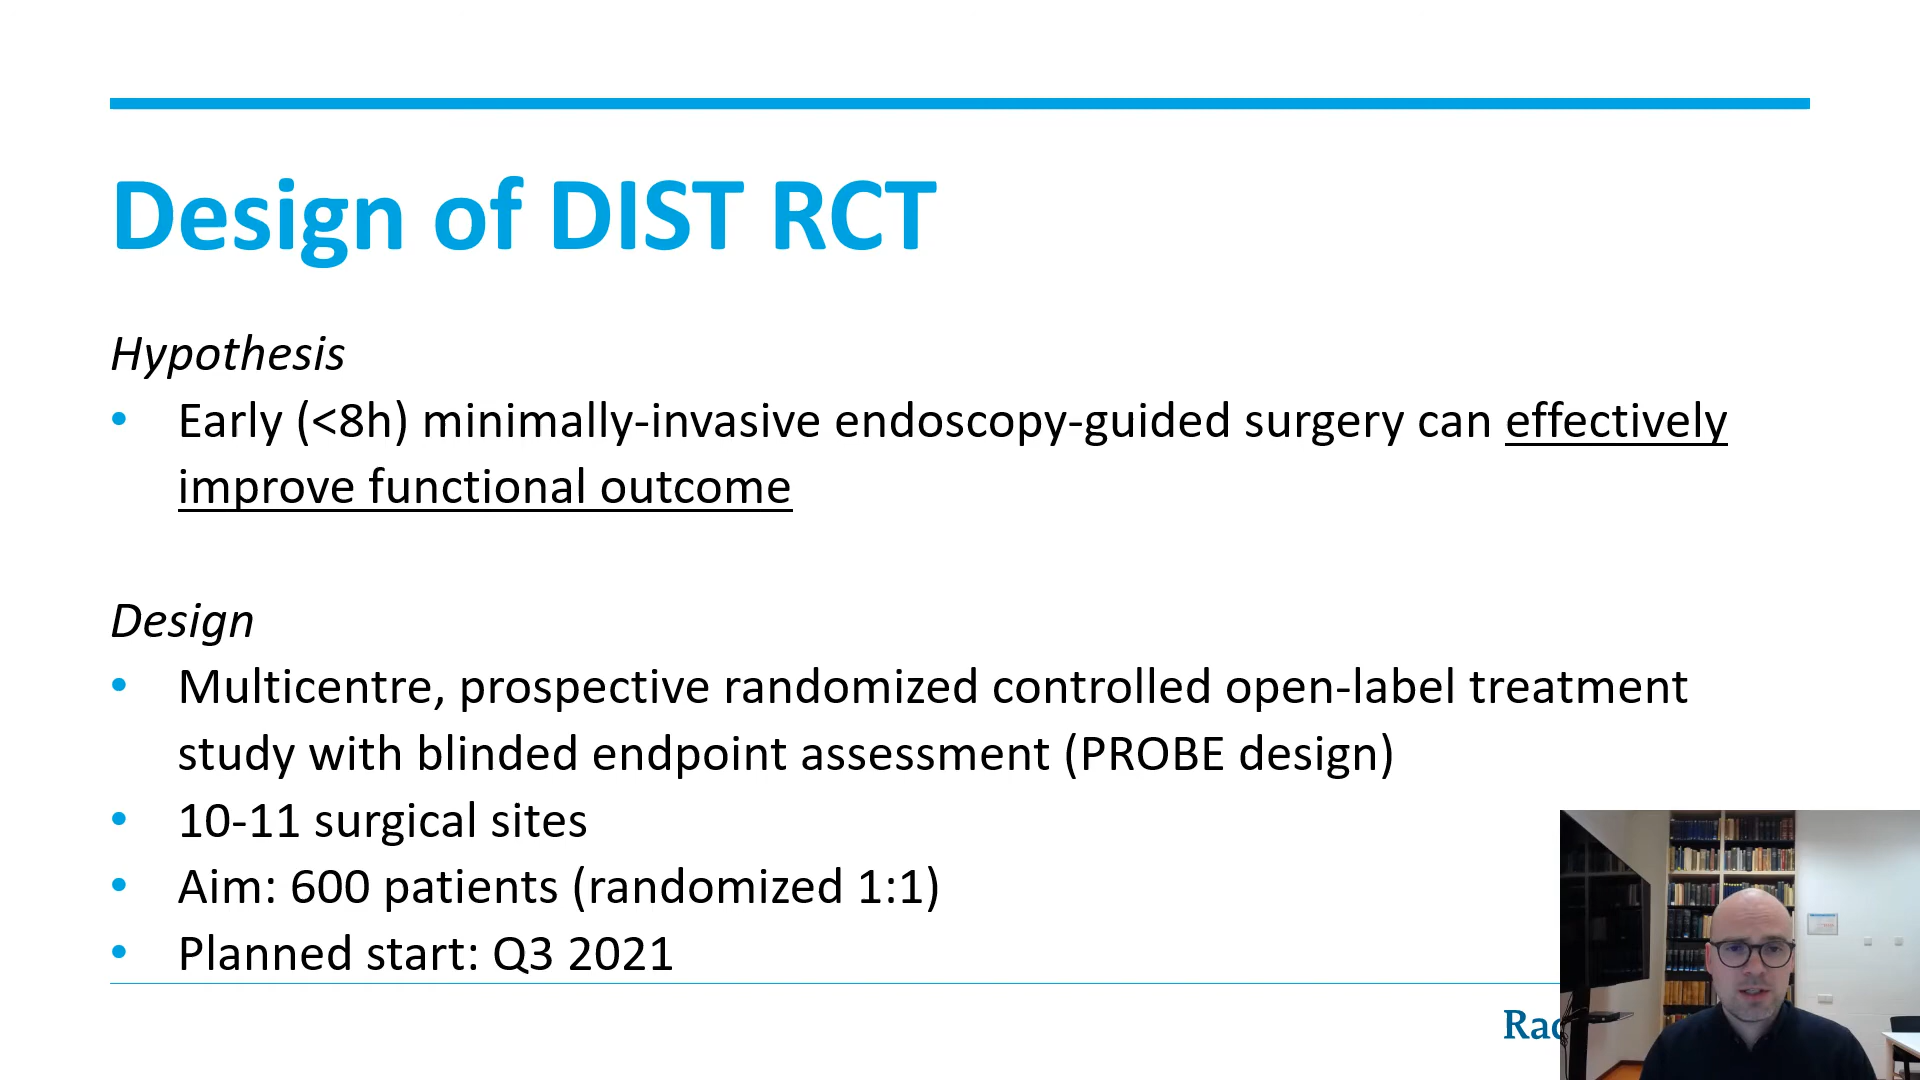 Design of DIST RCT
Hypothesis
• Early (<8h) minimally-invasive endoscopy-guided surgery can effectively
improve functional outcome
Design
• Multicentre, prospective randomized controlled open-label treatment
study with blinded endpoint assessment (PROBE design)
• 10-11 surgical sites
• Aim: 600 patients (randomized 1:1)
• Planned start: Q3 2021